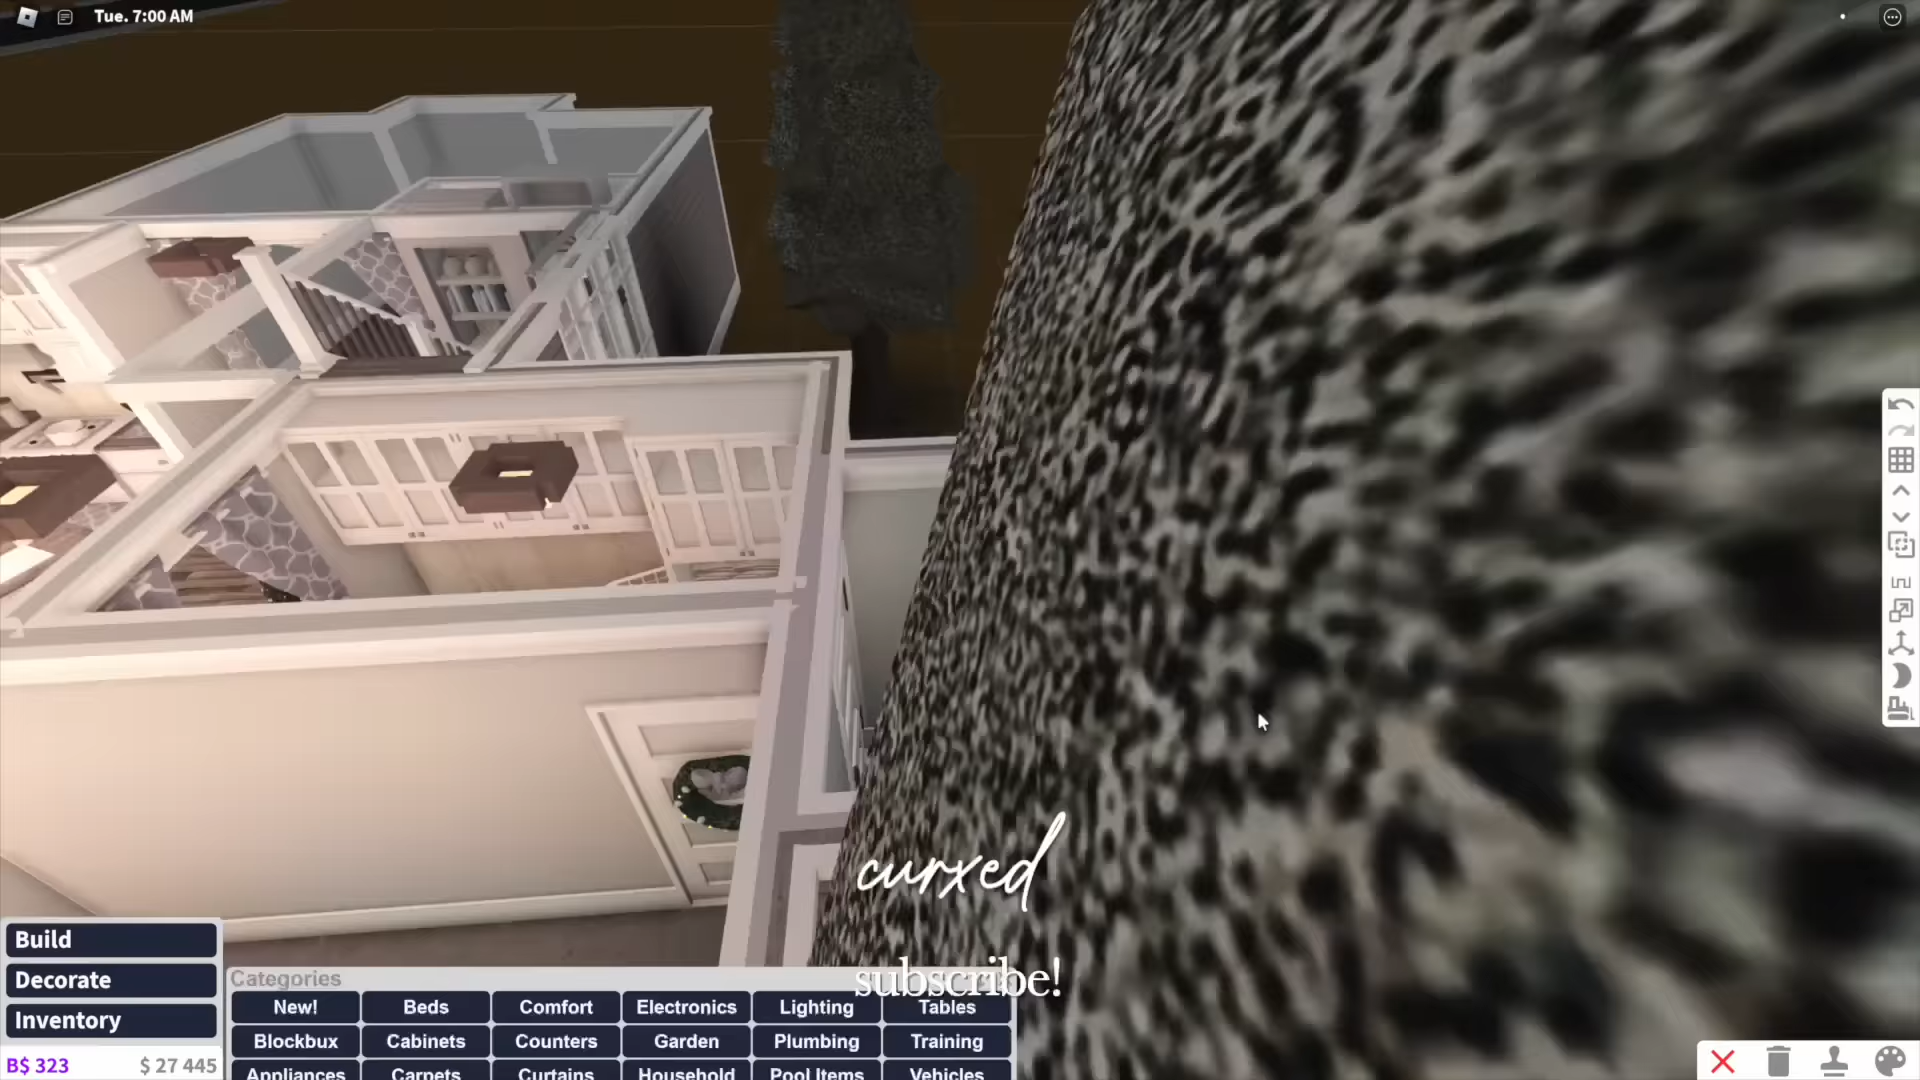 Tue. 7:00 AM
curxed
subscribe!
Build
Decorate
Inventory
B$ 323
$ 27 445
Categories
New! Beds Comfort Electronics Lighting Tables
Blockbux Cabinets Counters Garden Plumbing Training
Appliances Carpets Curtains Household Pool Items Vehicles